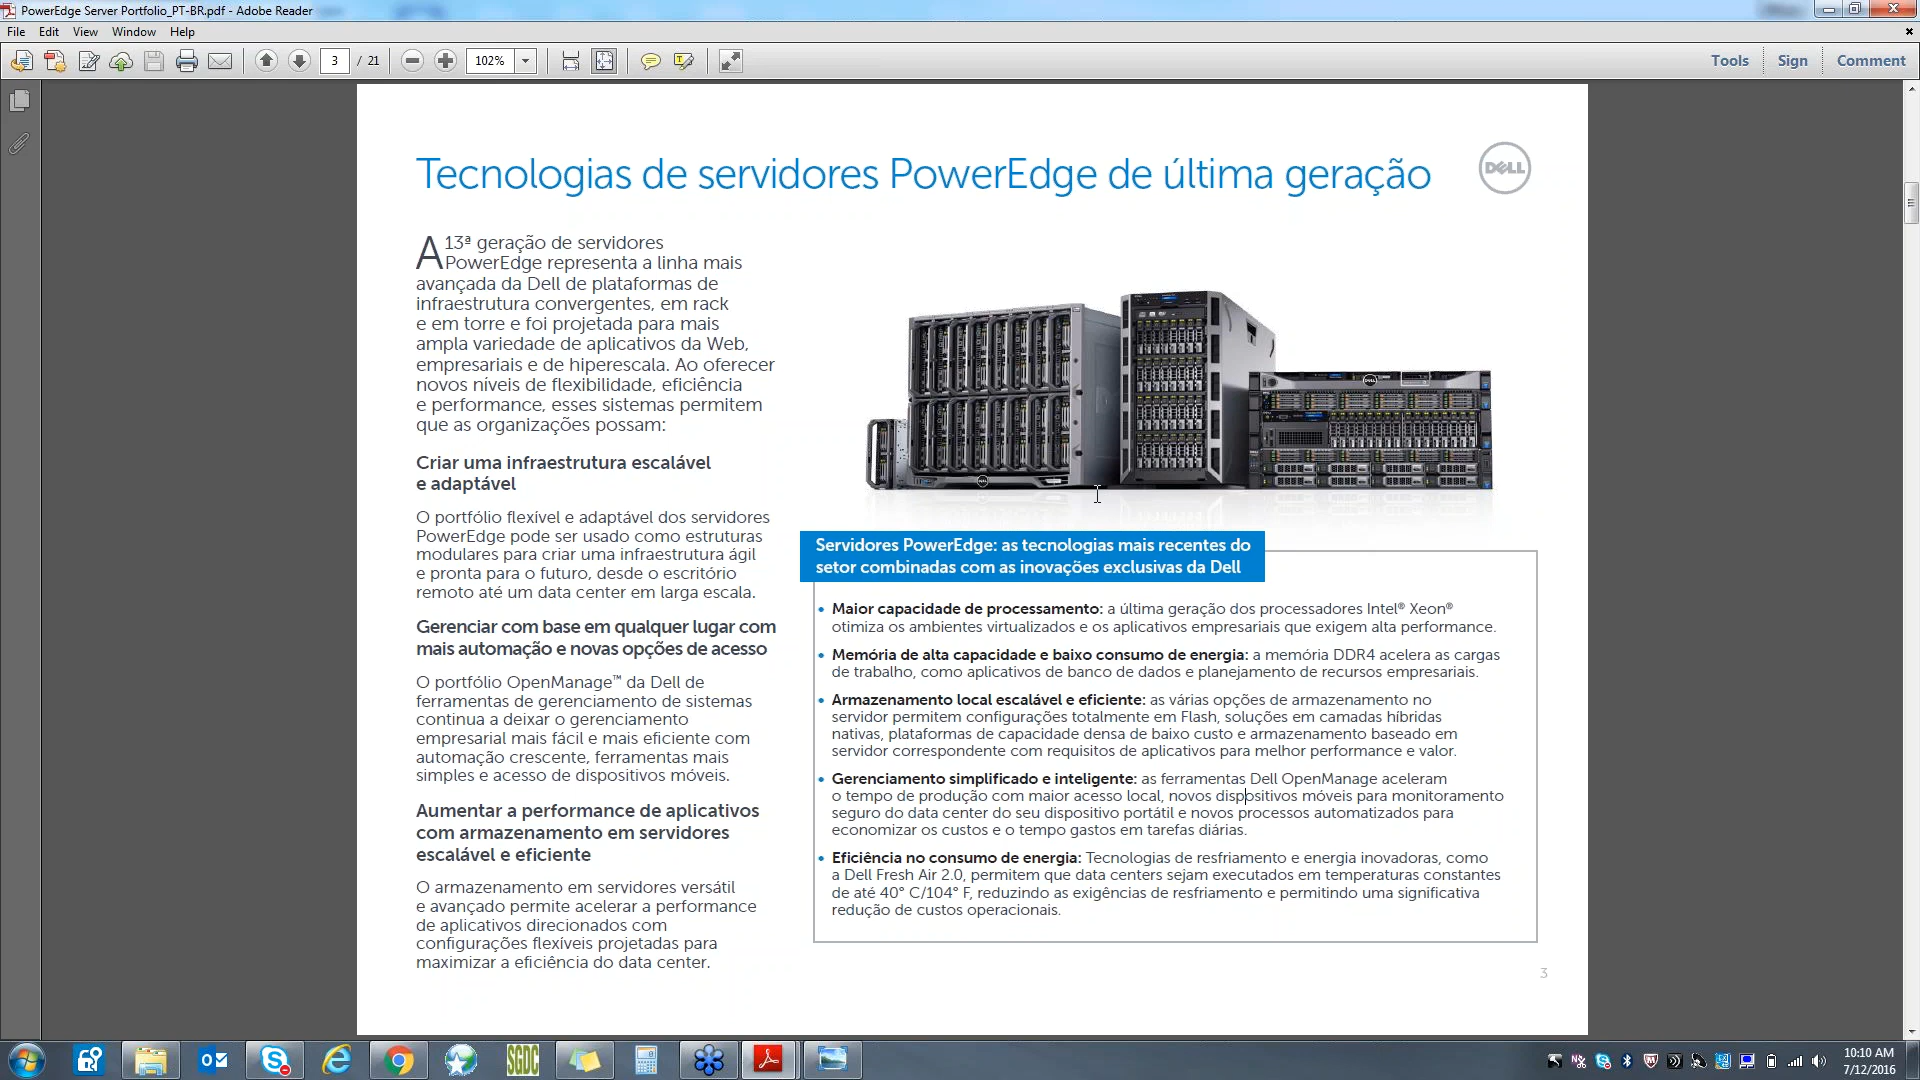 PowerEdge Server Portfolio_PT-BR.pdf - Adobe Reader
File Edit View Window Help
3 / 21 102% Tools Sign Comment
Tecnologias de servidores PowerEdge de última geração
DELL
A 13ª geração de servidores
PowerEdge representa a linha mais
avançada da Dell de plataformas de
infraestrutura convergentes, em rack
e em torre e foi projetada para mais
ampla variedade de aplicativos da Web,
empresariais e de hiperescala. Ao oferecer
novos níveis de flexibilidade, eficiência
e performance, esses sistemas permitem
que as organizações possam:
Criar uma infraestrutura escalável
e adaptável
O portfólio flexível e adaptável dos servidores
PowerEdge pode ser usado como estruturas
modulares para criar uma infraestrutura ágil
e pronta para o futuro, desde o escritório
remoto até um data center em larga escala.
Gerenciar com base em qualquer lugar com
mais automação e novas opções de acesso
O portfólio OpenManage™ da Dell de
ferramentas de gerenciamento de sistemas
continua a deixar o gerenciamento
empresarial mais fácil e mais eficiente com
automação crescente, ferramentas mais
simples e acesso de dispositivos móveis.
Aumentar a performance de aplicativos
com armazenamento em servidores
escalável e eficiente
O armazenamento em servidores versátil
e avançado permite acelerar a performance
de aplicativos direcionados com
configurações flexíveis projetadas para
maximizar a eficiência do data center.
Servidores PowerEdge: as tecnologias mais recentes do
setor combinadas com as inovações exclusivas da Dell
• Maior capacidade de processamento: a última geração dos processadores Intel® Xeon®
otimiza os ambientes virtualizados e os aplicativos empresariais que exigem alta performance.
• Memória de alta capacidade e baixo consumo de energia: a memória DDR4 acelera as cargas
de trabalho, como aplicativos de banco de dados e planejamento de recursos empresariais.
• Armazenamento local escalável e eficiente: as várias opções de armazenamento no
servidor permitem configurações totalmente em Flash, soluções em camadas híbridas
nativas, plataformas de capacidade densa de baixo custo e armazenamento baseado em
servidor correspondente com requisitos de aplicativos para melhor performance e valor.
• Gerenciamento simplificado e inteligente: as ferramentas Dell OpenManage aceleram
o tempo de produção com maior acesso local, novos dispositivos móveis para monitoramento
seguro do data center do seu dispositivo portátil e novos processos automatizados para
economizar os custos e o tempo gastos em tarefas diárias.
• Eficiência no consumo de energia: Tecnologias de resfriamento e energia inovadoras, como
a Dell Fresh Air 2.0, permitem que data centers sejam executados em temperaturas constantes
de até 40° C/104° F, reduzindo as exigências de resfriamento e permitindo uma significativa
redução de custos operacionais.
3
SGDC
10:10 AM
7/12/2016